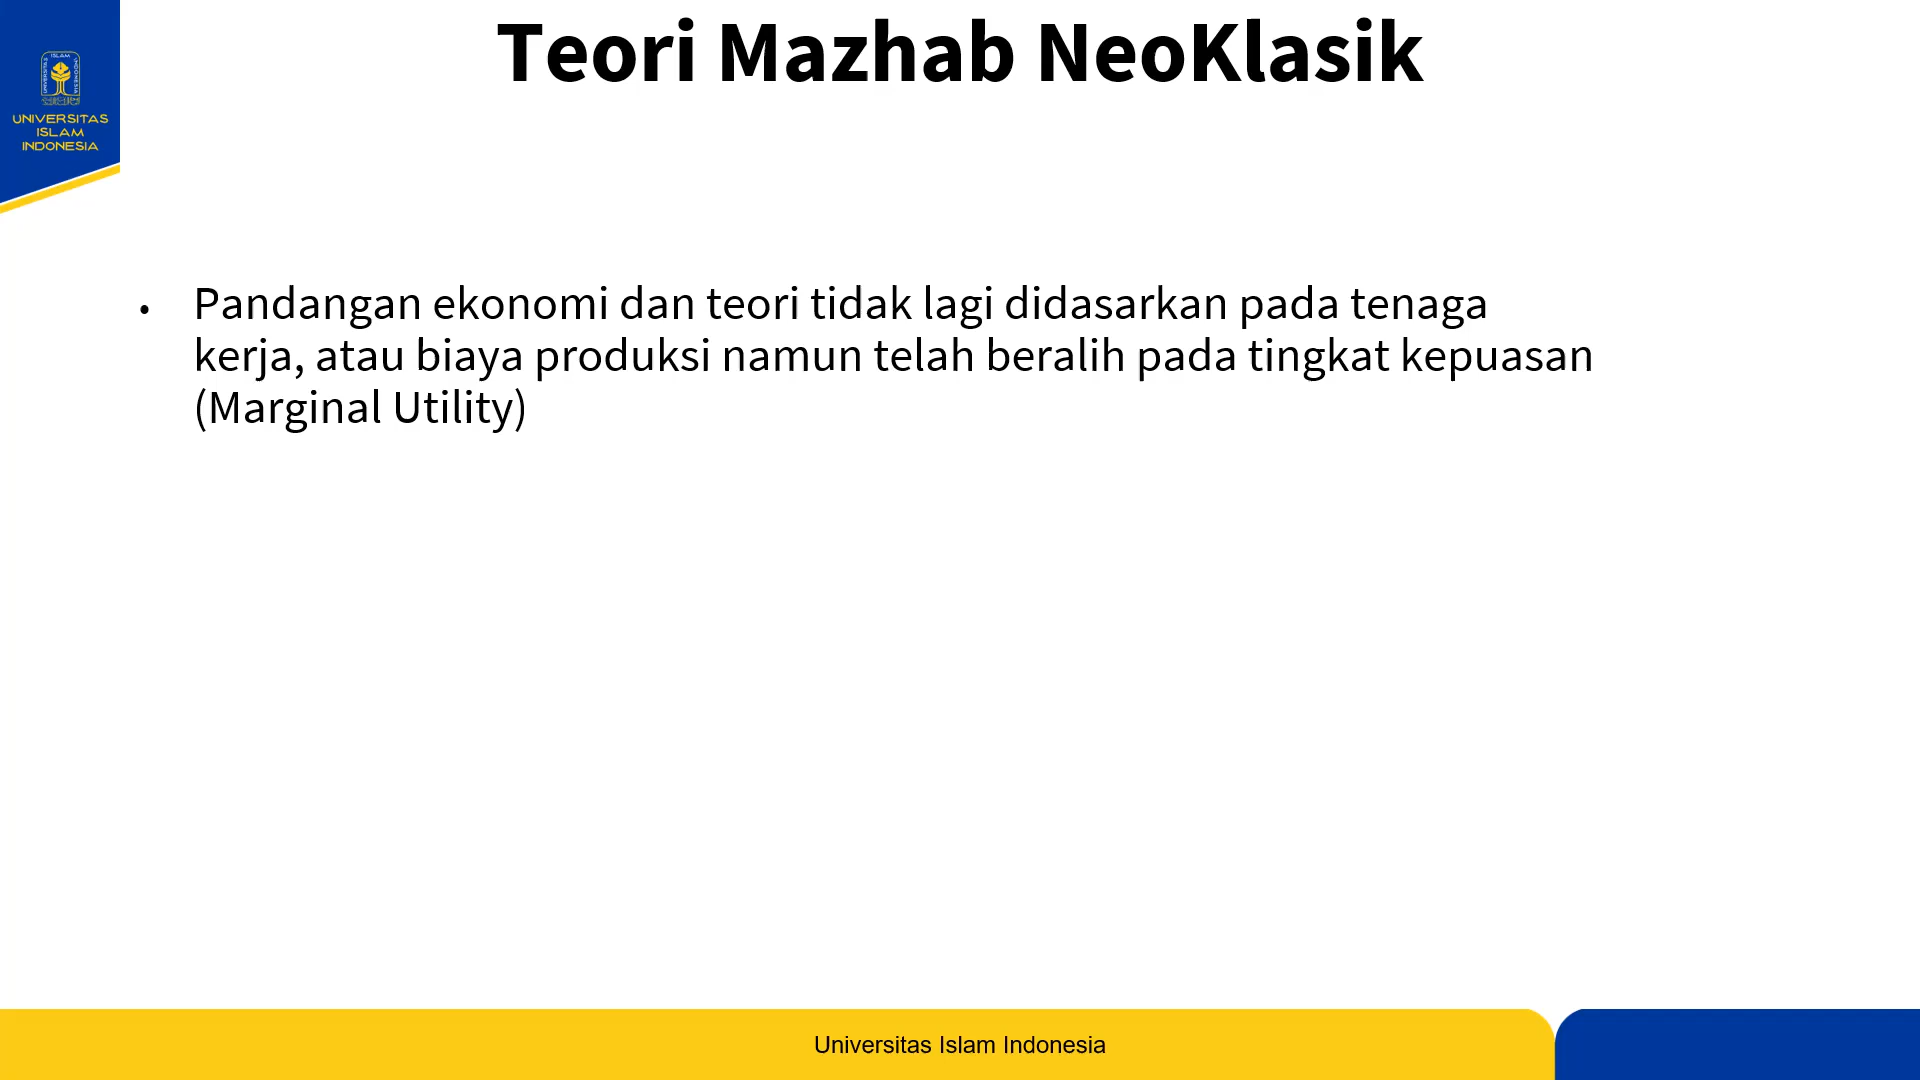 Teori Mazhab NeoKlasik
UNIVERSITAS
ISLAM
INDONESIA
• Pandangan ekonomi dan teori tidak lagi didasarkan pada tenaga
kerja, atau biaya produksi namun telah beralih pada tingkat kepuasan
(Marginal Utility)
Universitas Islam Indonesia